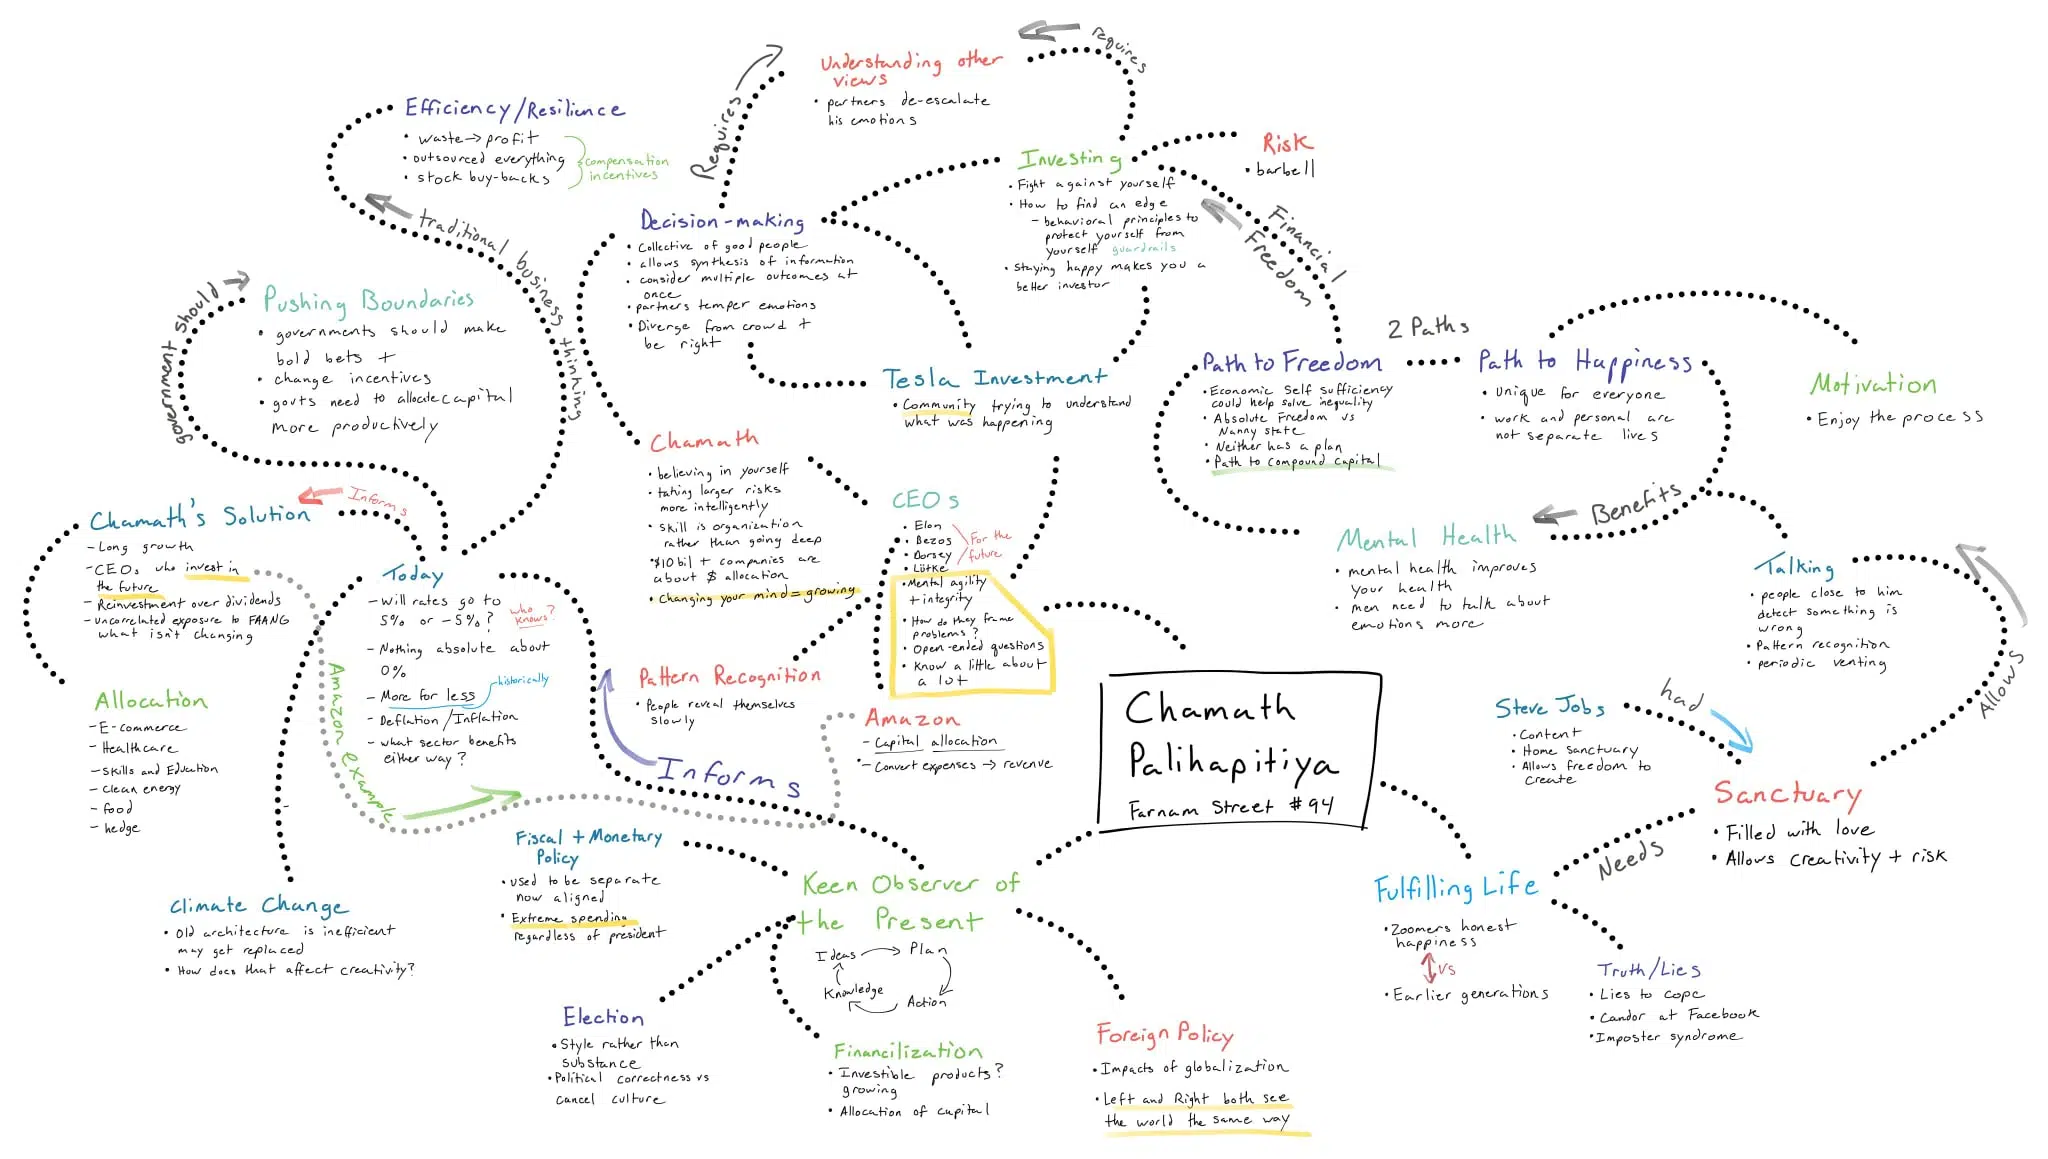 Understanding other
views
• partners de-escalate
his emotions
Requires
requires
Efficiency/Resilience
• waste→profit
• outsourced everything
• stock buy-backs
compensation
incentives
traditional business thinking
Investing
• Fight against yourself
• How to find an edge
– behavioral principles to
protect yourself from
yourself guardrails
• Staying happy makes you a
better investor
Risk
• barbell
Financial
Freedom
Decision-making
• Collective of good people
• allows synthesis of information
• consider multiple outcomes at
once
• partners temper emotions
• Diverge from crowd +
be right
government should
Pushing Boundaries
• governments should make
bold bets +
• change incentives
• gov'ts need to allocate capital
more productively
Tesla Investment
• Community trying to understand
what was happening
2 Paths
Path to Freedom
• Economic Self Sufficiency
could help solve inequality
• Absolute Freedom vs
Nanny state
• Neither has a plan
• Path to compound capital
Path to Happiness
• Unique for everyone
• work and personal are
not separate lives
Motivation
• Enjoy the process
Chamath
• believing in yourself
• taking larger risks
more intelligently
• skill is organization
rather than going deep
• $10bil + companies are
about $ allocation
• Changing your mind = growing
CEOs
• Elon
• Bezos
• Dorsey
• Lütke
For the
future
• Mental agility
+ integrity
• How do they frame
problems?
• Open-ended questions
• Know a little about
a lot
Benefits
Mental Health
• mental health improves
your health
• men need to talk about
emotions more
Talking
• people close to him
detect something is
wrong
• Pattern recognition
• periodic venting
Allows
Informs
Chamath's Solution
– Long growth
– CEOs who invest in
the future
– Reinvestment over dividends
– uncorrelated exposure to FAANG
what isn't changing
Today
– Will rates go to
5% or -5%?
who
knows?
– Nothing absolute about
0%
– More for less
historically
– Deflation/Inflation
– what sector benefits
either way?
Allocation
– E-commerce
– Healthcare
– Skills and Education
– Clean energy
– food
– hedge
Amazon example
Pattern Recognition
• People reveal themselves
slowly
Informs
Amazon
– Capital allocation
– Convert expenses → revenue
Chamath
Palihapitiya
Farnam Street #94
Steve Jobs
• Content
• Home sanctuary
• Allows freedom to
create
had
Sanctuary
• Filled with love
• Allows creativity + risk
Needs
Fulfilling Life
• Zoomers honest
happiness
vs
• Earlier generations
Truth/Lies
• Lies to cope
• Candor at Facebook
• Imposter syndrome
Climate Change
• Old architecture is inefficient
may get replaced
• How does that affect creativity?
Fiscal + Monetary
Policy
• used to be separate
now aligned
• Extreme spending
regardless of president
Keen Observer of
the Present
Ideas
Plan
Action
Knowledge
Election
• Style rather than
substance
• Political correctness vs
cancel culture
Financilization
• Investible products?
growing
• Allocation of capital
Foreign Policy
• Impacts of globalization
• Left and Right both see
the world the same way